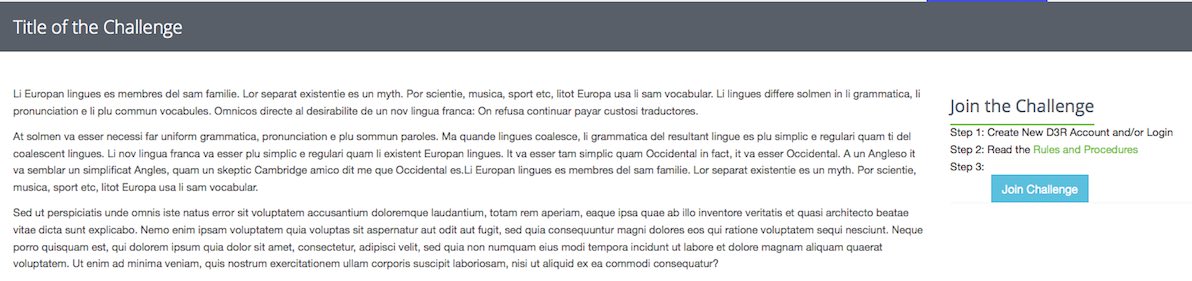 Title of the Challenge
Li Europan lingues es membres del sam familie. Lor separat existentie es un myth. Por scientie, musica, sport etc, litot Europa usa li sam vocabular. Li lingues differe solmen in li grammatica, li
pronunciation e li plu commun vocabules. Omnicos directe al desirabilite de un nov lingua franca: On refusa continuar payar custosi traductores.
At solmen va esser necessi far uniform grammatica, pronunciation e plu sommun paroles. Ma quande lingues coalesce, li grammatica del resultant lingue es plu simplic e regulari quam ti del
coalescent lingues. Li nov lingua franca va esser plu simplic e regulari quam li existent Europan lingues. It va esser tam simplic quam Occidental in fact, it va esser Occidental. A un Angleso it
va semblar un simplificat Angles, quam un skeptic Cambridge amico dit me que Occidental es.Li Europan lingues es membres del sam familie. Lor separat existentie es un myth. Por scientie,
musica, sport etc, litot Europa usa li sam vocabular.
Sed ut perspiciatis unde omnis iste natus error sit voluptatem accusantium doloremque laudantium, totam rem aperiam, eaque ipsa quae ab illo inventore veritatis et quasi architecto beatae
vitae dicta sunt explicabo. Nemo enim ipsam voluptatem quia voluptas sit aspernatur aut odit aut fugit, sed quia consequuntur magni dolores eos qui ratione voluptatem sequi nesciunt. Neque
porro quisquam est, qui dolorem ipsum quia dolor sit amet, consectetur, adipisci velit, sed quia non numquam eius modi tempora incidunt ut labore et dolore magnam aliquam quaerat
voluptatem. Ut enim ad minima veniam, quis nostrum exercitationem ullam corporis suscipit laboriosam, nisi ut aliquid ex ea commodi consequatur?
Join the Challenge
Step 1: Create New D3R Account and/or Login
Step 2: Read the Rules and Procedures
Step 3:
Join Challenge